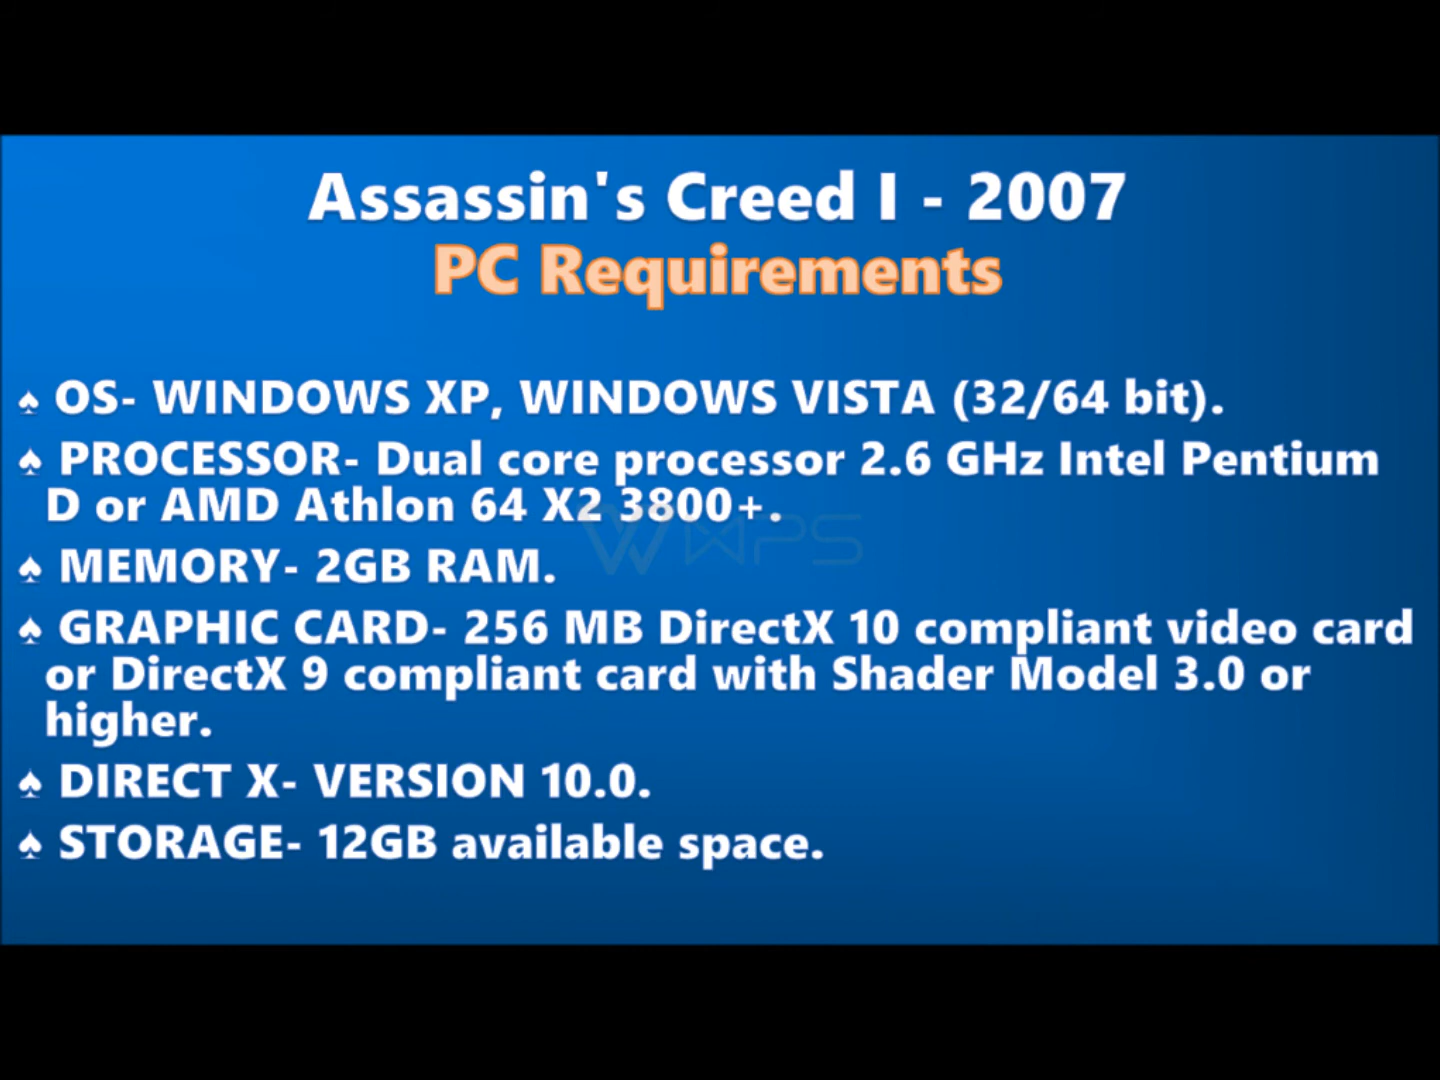 Assassin's Creed I - 2007
PC Requirements
♠ OS- WINDOWS XP, WINDOWS VISTA (32/64 bit).
♠ PROCESSOR- Dual core processor 2.6 GHz Intel Pentium
D or AMD Athlon 64 X2 3800+.
WPS
♠ MEMORY- 2GB RAM.
♠ GRAPHIC CARD- 256 MB DirectX 10 compliant video card
or DirectX 9 compliant card with Shader Model 3.0 or
higher.
♠ DIRECT X- VERSION 10.0.
♠ STORAGE- 12GB available space.